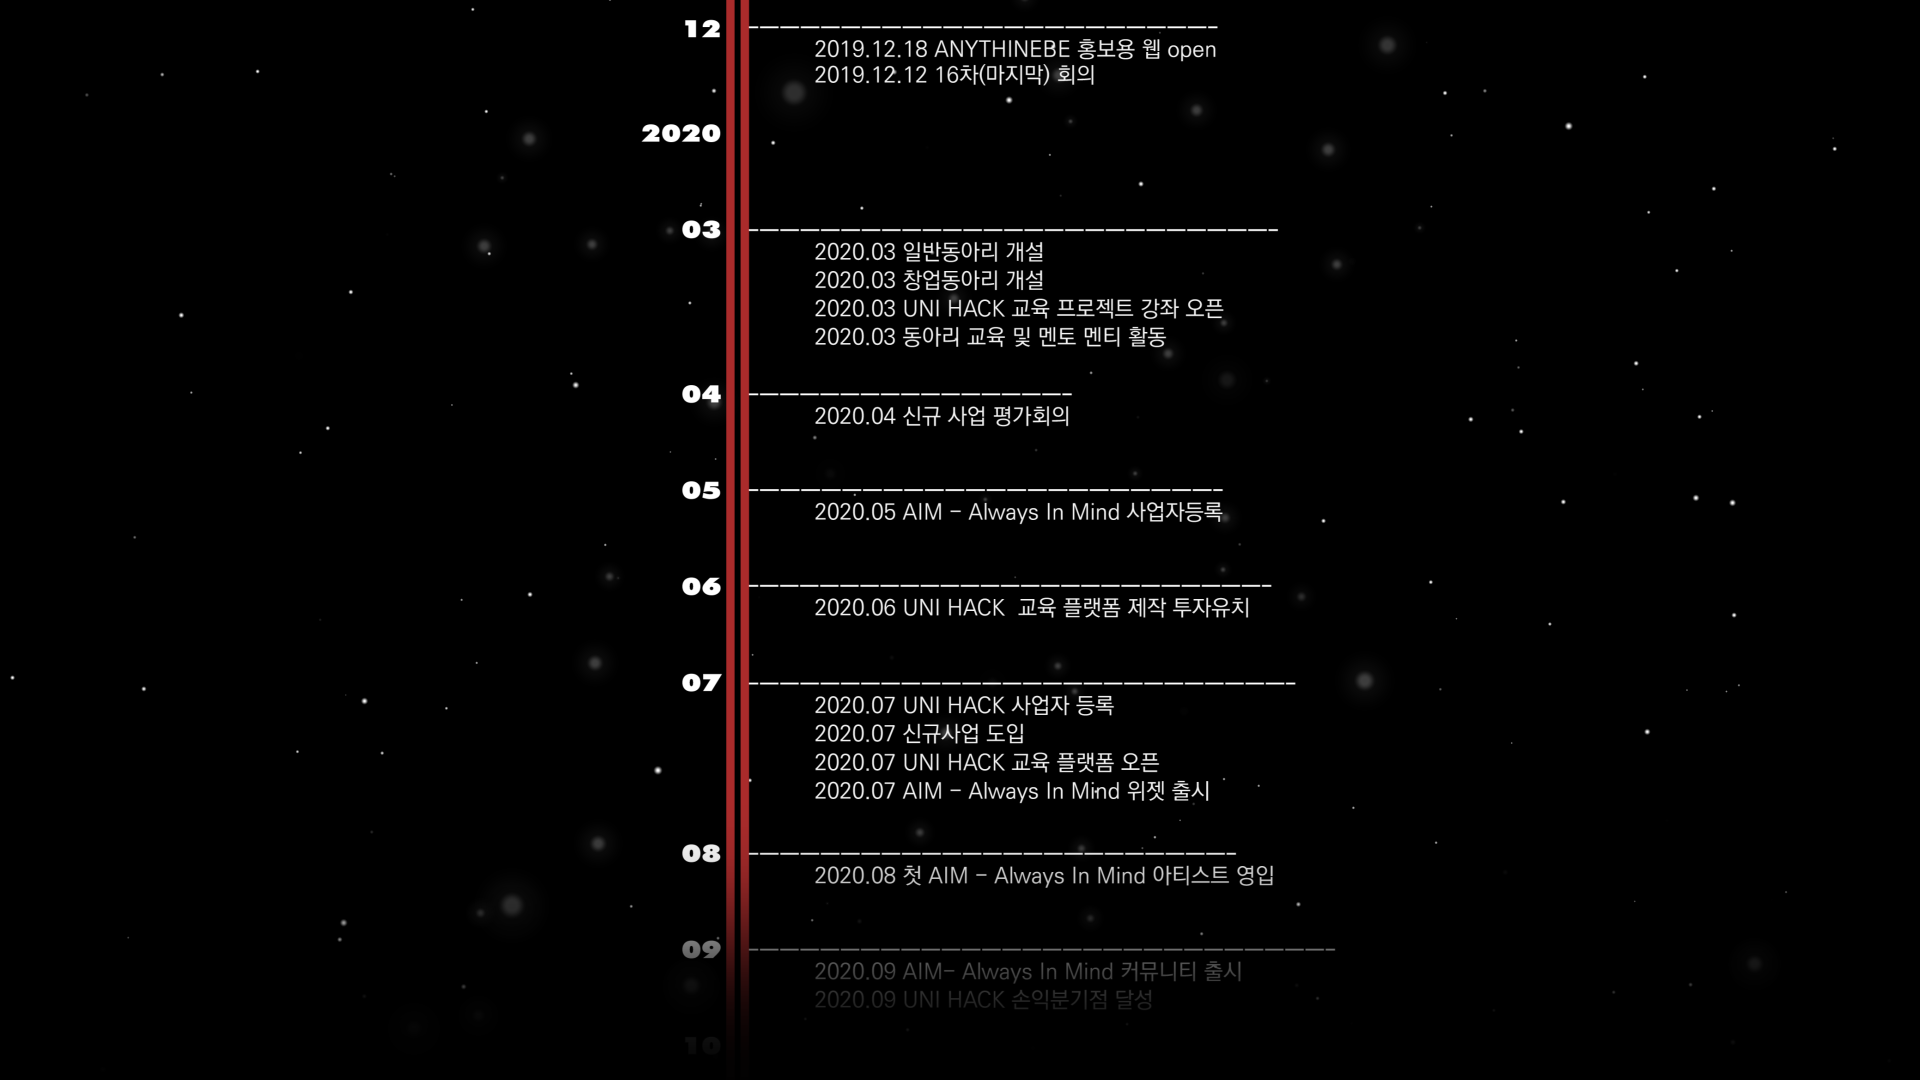 12
2019.12.18 ANYTHINEBE 홍보용 웹 open
2019.12.12 16차(마지막) 회의
2020
03
2020.03 일반동아리 개설
2020.03 창업동아리 개설
2020.03 UNI HACK 교육 프로젝트 강좌 오픈
2020.03 동아리 교육 및 멘토 멘티 활동
04
2020.04 신규 사업 평가회의
05
2020.05 AIM - Always In Mind 사업자등록
06
2020.06 UNI HACK  교육 플랫폼 제작 투자유치
07
2020.07 UNI HACK 사업자 등록
2020.07 신규사업 도입
2020.07 UNI HACK 교육 플랫폼 오픈
2020.07 AIM - Always In Mind 위젯 출시
08
2020.08 첫 AIM - Always In Mind 아티스트 영입
09
2020.09 AIM- Always In Mind 커뮤니티 출시
2020.09 UNI HACK 손익분기점 달성
10